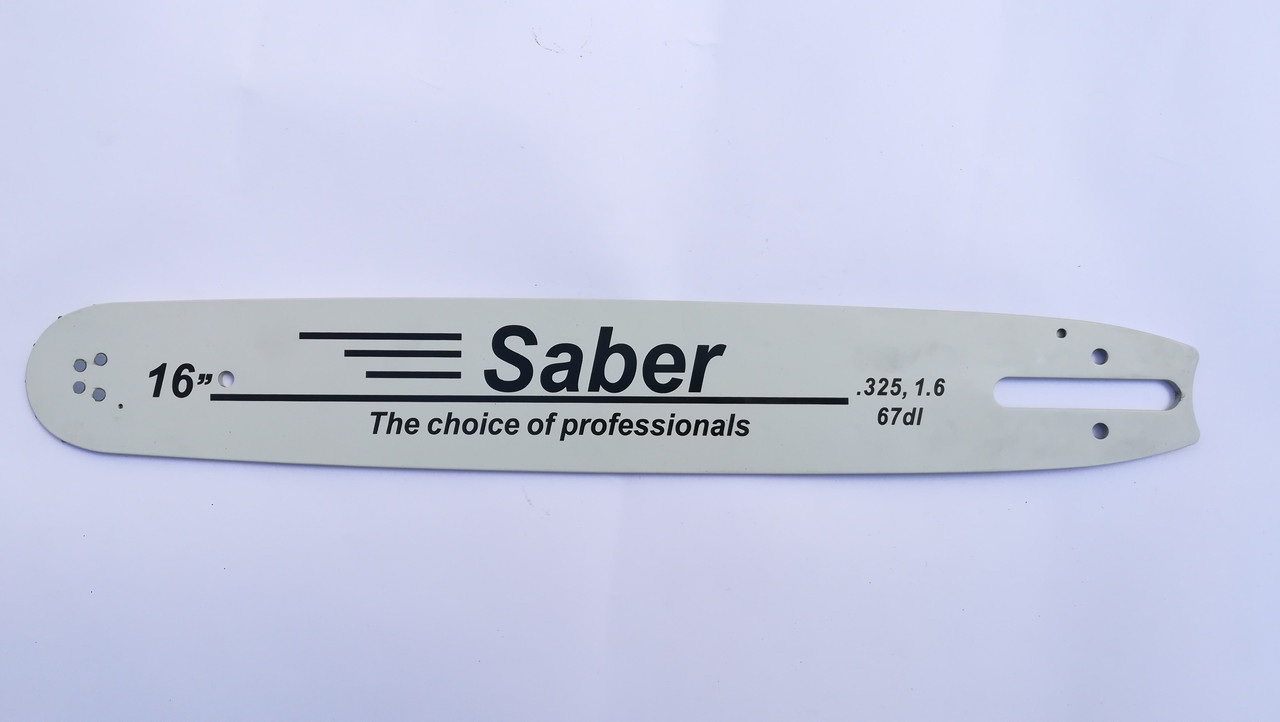 16”
Saber
The choice of professionals
.325, 1.6
67dl